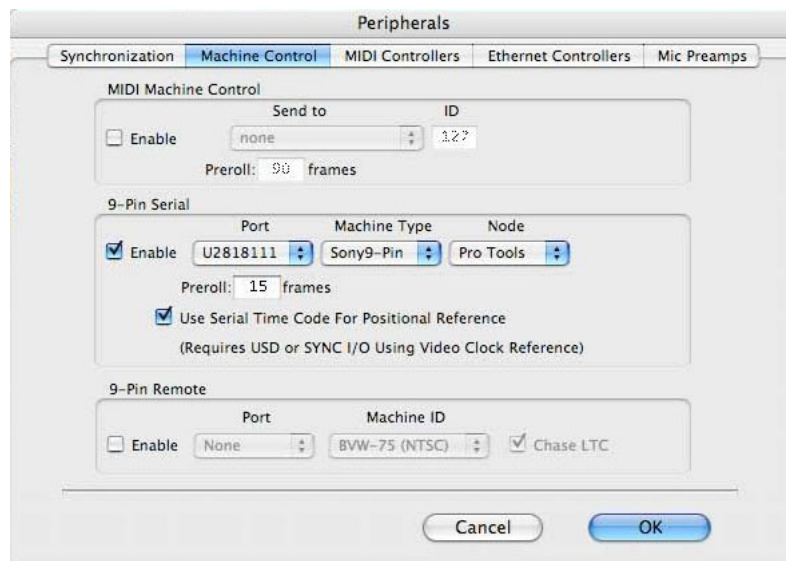 Peripherals
Synchronization Machine Control MIDI Controllers Ethernet Controllers Mic Preamps
MIDI Machine Control
Send to ID
Enable none 127
Preroll: 90 frames
9-Pin Serial
Port Machine Type Node
Enable U2818111 Sony9-Pin Pro Tools
Preroll: 15 frames
Use Serial Time Code For Positional Reference
(Requires USD or SYNC I/O Using Video Clock Reference)
9-Pin Remote
Port Machine ID
Enable None BVW-75 (NTSC) Chase LTC
Cancel OK